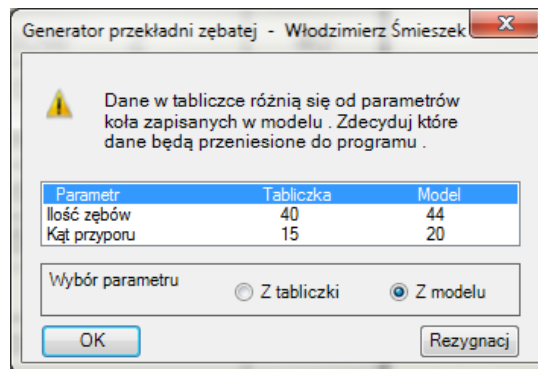 Generator przekładni zębatej - Włodzimierz Śmieszek
Dane w tabliczce różnią się od parametrów
koła zapisanych w modelu . Zdecyduj które
dane będą przeniesione do programu .
Parametr Tabliczka Model
Ilość zębów 40 44
Kąt przyporu 15 20
Wybór parametru Z tabliczki Z modelu
OK Rezygnacj